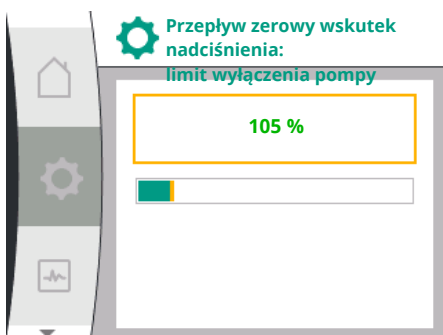 Przepływ zerowy wskutek
nadciśnienia:
limit wyłączenia pompy
105 %